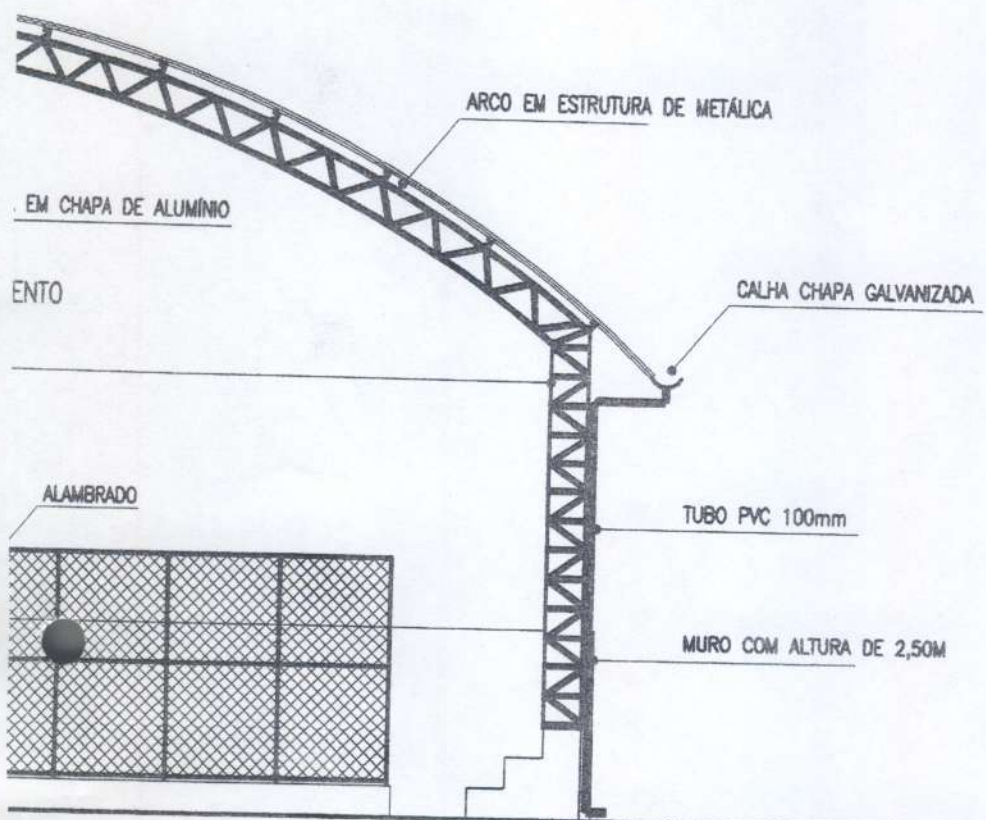 ARCO EM ESTRUTURA DE METÁLICA
. EM CHAPA DE ALUMÍNIO
ENTO
CALHA CHAPA GALVANIZADA
ALAMBRADO
TUBO PVC 100mm
MURO COM ALTURA DE 2,50M